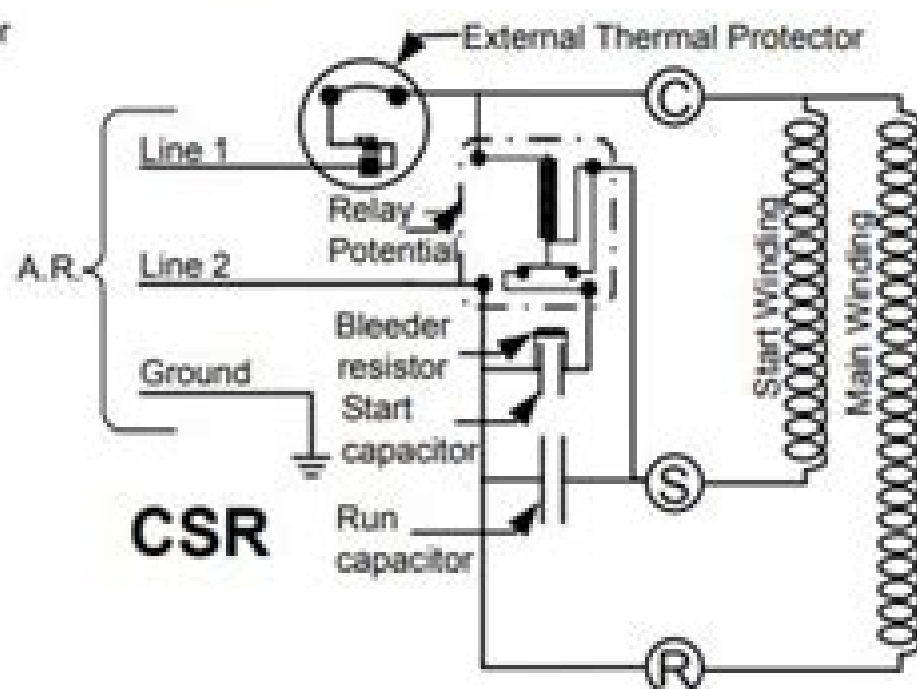 r
External Thermal Protector
C
Line 1
Relay
Potential
A.R.
Line 2
Bleeder
resistor
Ground
Start
capacitor
S
CSR
Run
capacitor
R
Start Winding
Main Winding